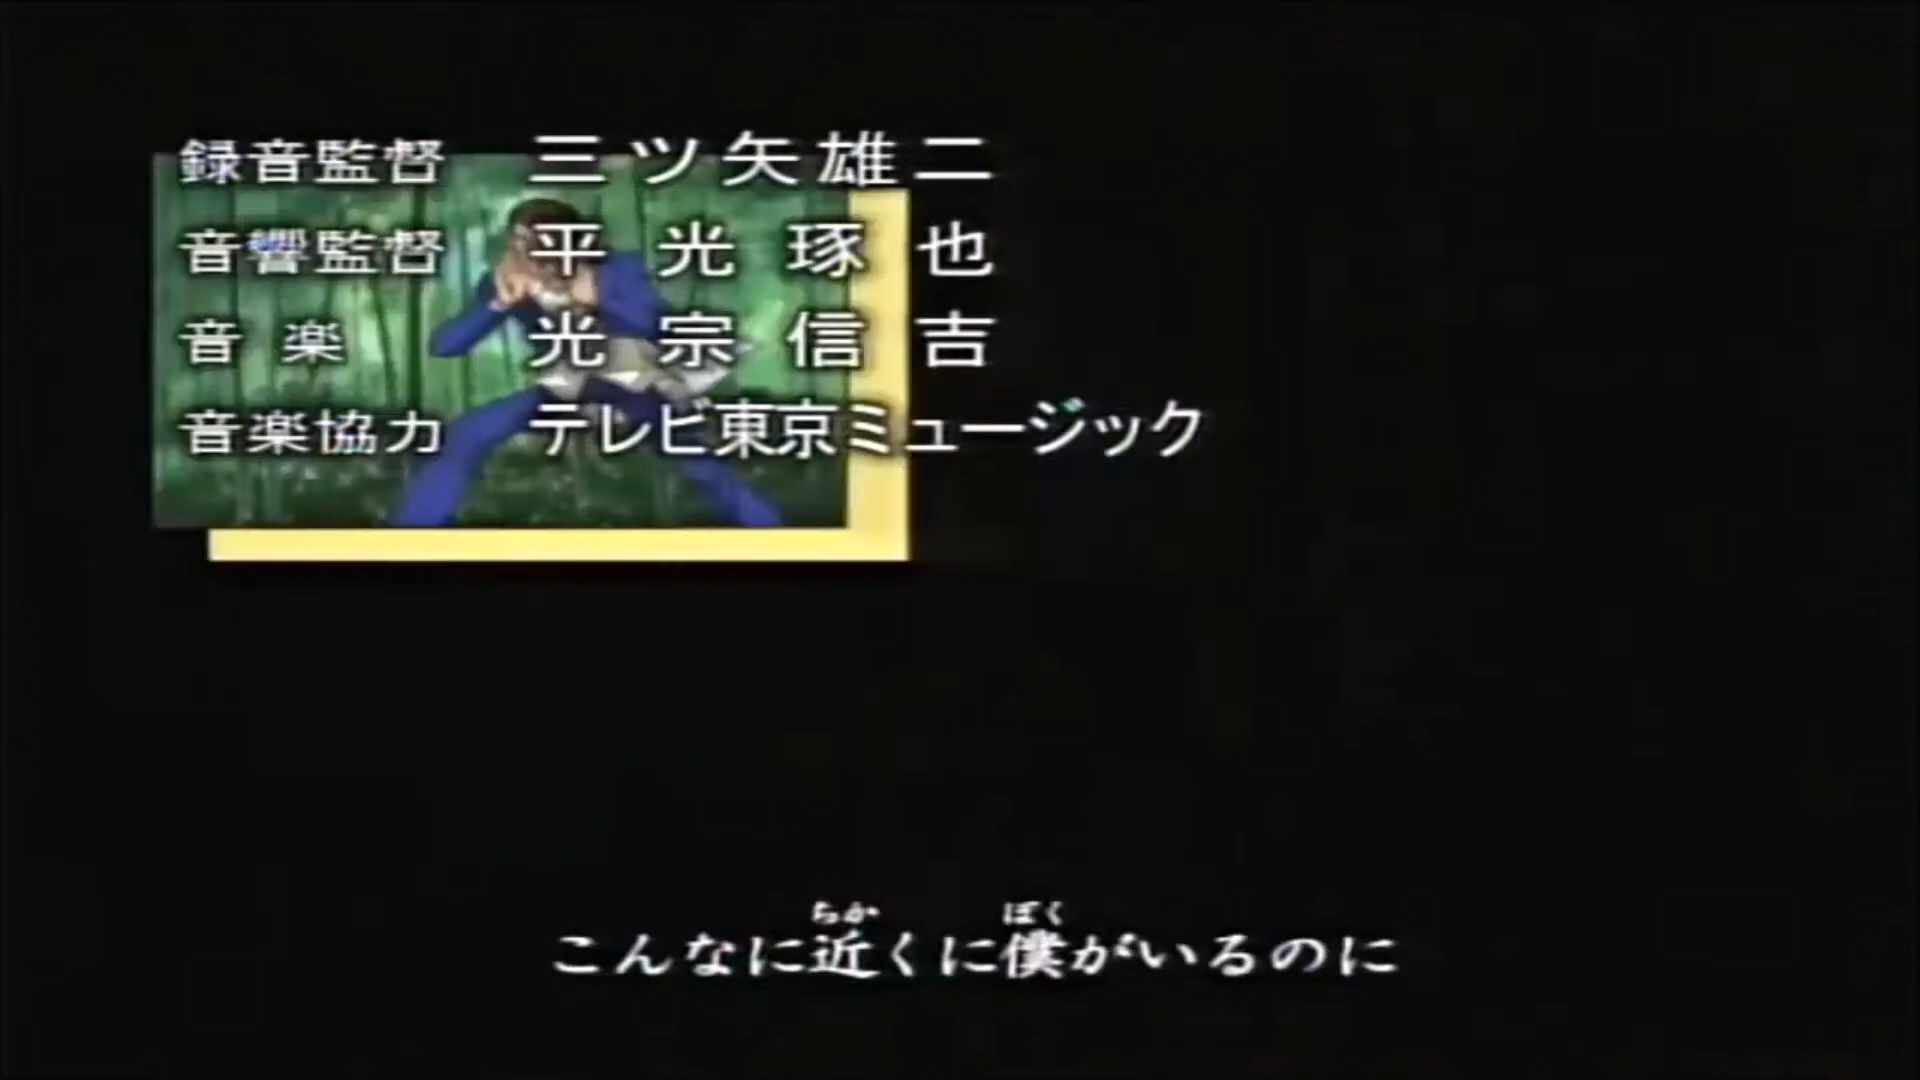 録音監督 三ツ矢雄二
音響監督 平光琢也
音楽 光宗信吉
音楽協力 テレビ東京ミュージック
ちか ぼく
こんなに近くに僕がいるのに